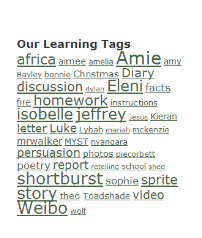 Our Learning Tags
africa aimee amelia Amie amy
Bayley bonnie Christmas Diary
discussion dylan Eleni facts
fire homework instructions
isobelle jeffrey Jesus Kieran
letter Luke Lybah mariah mckenzie
mrwalker MYST nyandara
persuasion photos piecorbett
poetry report retelling school shed
shortburst sophie sprite
story theo Toadshade video
Weibo wolf